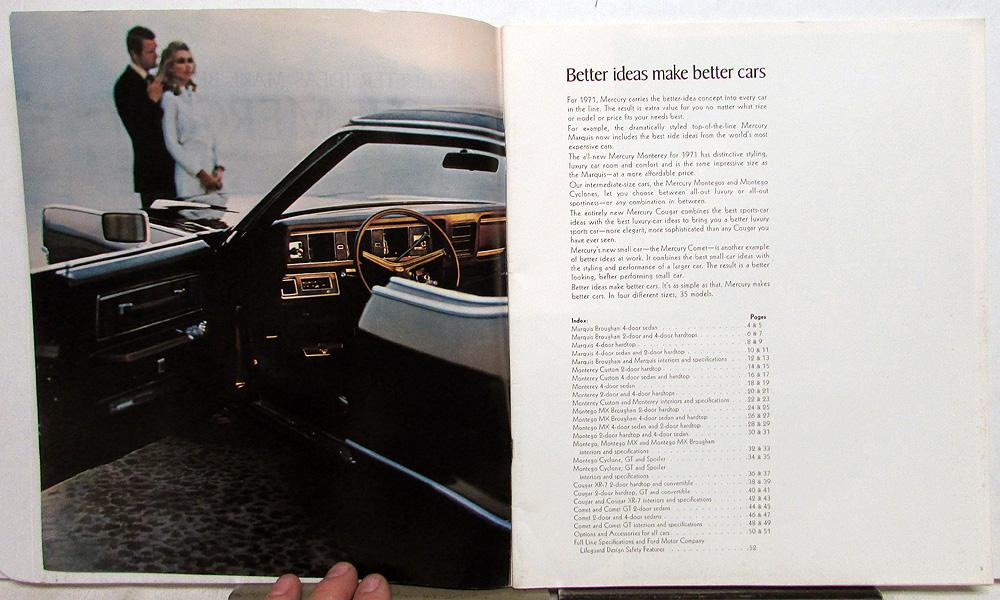 Better ideas make better cars
For 1971, Mercury carries the better-idea concept into every car
in the line. The result is extra value for you no matter what size
or model or price fits your needs best.
For example, the dramatically styled top-of-the-line Mercury
Marquis now includes the best ride ideas from the world's most
expensive cars.
The all-new Mercury Monterey for 1971 has distinctive styling,
luxury car room and comfort and is the same impressive size as
the Marquis—at a more affordable price.
Our intermediate-size cars, the Mercury Montegos and Montego
Cyclones, let you choose between all-out luxury or all-out
sportiness—or any combination in between.
The entirely new Mercury Cougar combines the best sports-car
ideas with the best luxury-car ideas to bring you a better luxury
sports car—more elegant, more sophisticated than any Cougar you
have ever seen.
Mercury's new small car—the Mercury Comet—is another example
of better ideas at work. It combines the best small-car ideas with
the styling and performance of a larger car. The result is a better
looking, better performing small car.
Better ideas make better cars. It's as simple as that. Mercury makes
better cars. In four different sizes, 35 models.
Index: Pages
Marquis Brougham 4-door sedan 4 & 5
Marquis Brougham 2-door and 4-door hardtops 6 & 7
Marquis 4-door hardtop 8 & 9
Marquis 4-door sedan and 2-door hardtop 10 & 11
Marquis Brougham and Marquis interiors and specifications 12 & 13
Monterey Custom 2-door hardtop 14 & 15
Monterey Custom 4-door sedan and hardtop 16 & 17
Monterey 4-door sedan 18 & 19
Monterey 2-door and 4-door hardtops 20 & 21
Monterey Custom and Monterey interiors and specifications 22 & 23
Montego MX Brougham 2-door hardtop 24 & 25
Montego MX Brougham 4-door sedan and hardtop 26 & 27
Montego MX 4-door sedan and 2-door hardtop 28 & 29
Montego 2-door hardtop and 4-door sedan 30 & 31
Montego, Montego MX and Montego MX Brougham
interiors and specifications 32 & 33
Montego Cyclone, GT and Spoiler 34 & 35
Montego Cyclone, GT and Spoiler
interiors and specifications 36 & 37
Cougar XR-7 2-door hardtop and convertible 38 & 39
Cougar 2-door hardtop, GT and convertible 40 & 41
Cougar and Cougar XR-7 interiors and specifications 42 & 43
Comet and Comet GT 2-door sedans 44 & 45
Comet 2-door and 4-door sedans 46 & 47
Comet and Comet GT interiors and specifications 48 & 49
Options and Accessories for all cars 50 & 51
Full Line Specifications and Ford Motor Company
Lifeguard Design Safety Features 52